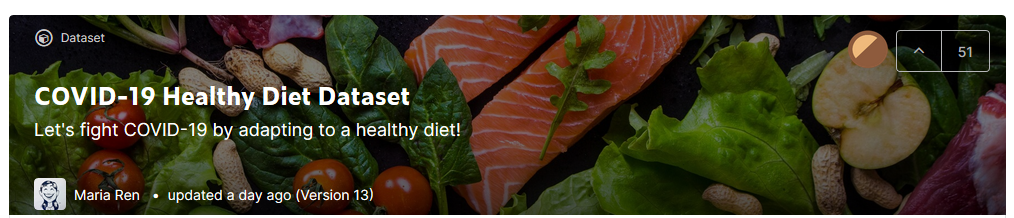 Dataset
51
COVID-19 Healthy Diet Dataset
Let's fight COVID-19 by adapting to a healthy diet!
Maria Ren • updated a day ago (Version 13)